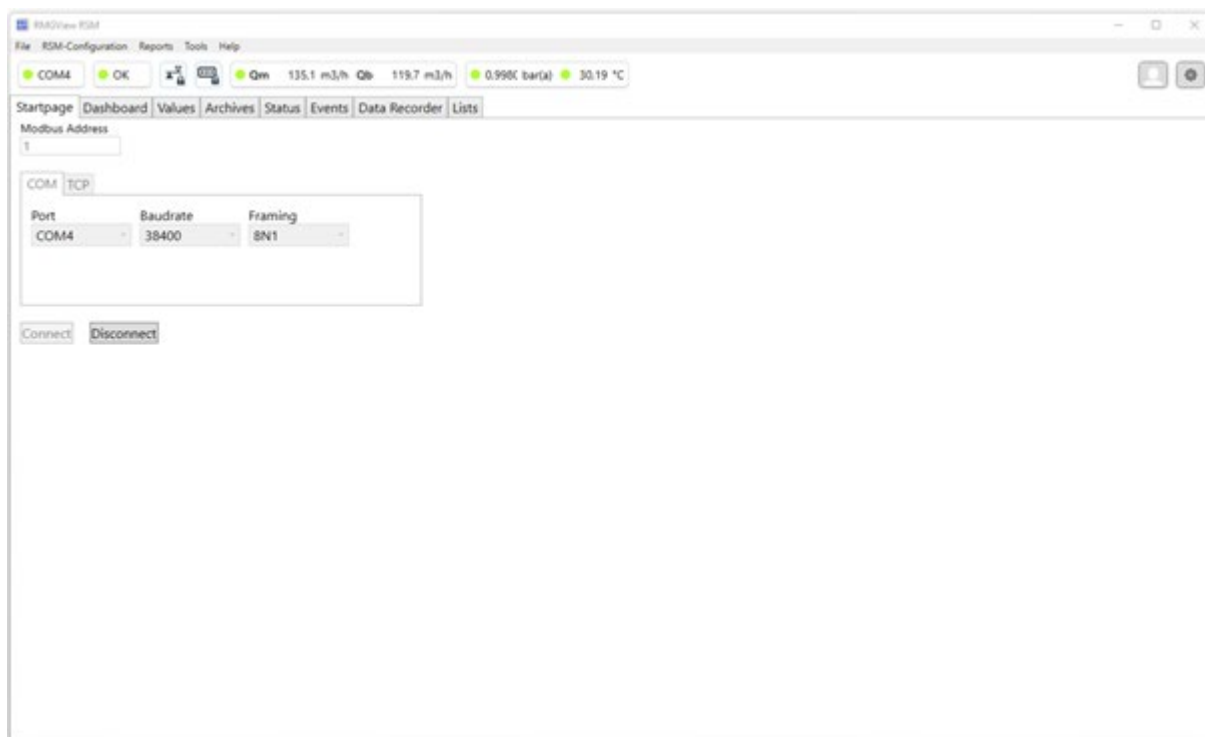 RMGView RSM
File RSM-Configuration Reports Tools Help
COM4 OK Qm 135.1 m3/h Qb 119.7 m3/h bar(a) 30.19 °C
Startpage Dashboard Values Archives Status Events Data Recorder Lists
Modbus Address
1
COM TCP
Port Baudrate Framing
COM4 38400 8N1
Connect Disconnect